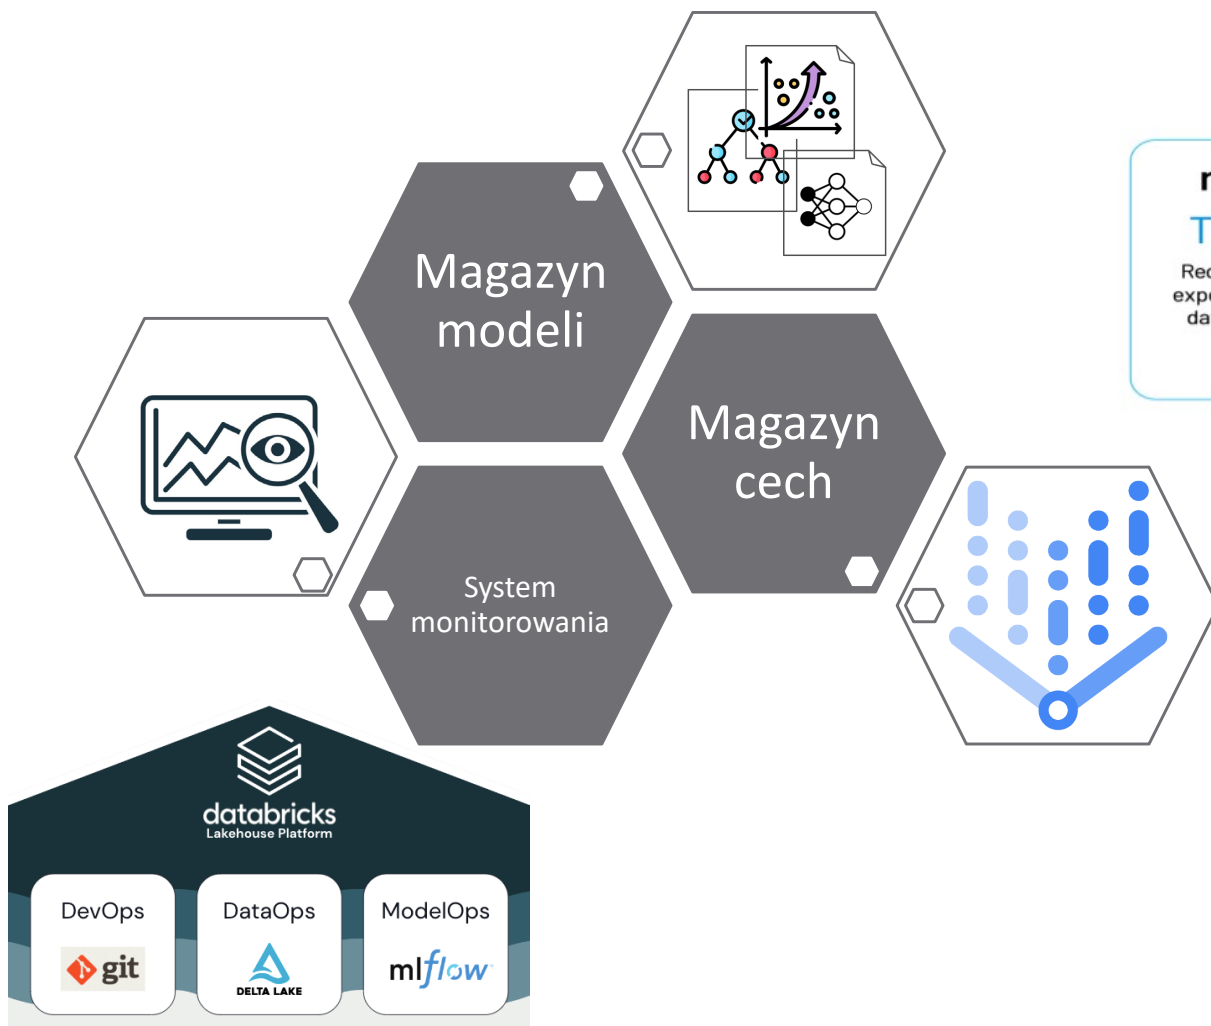 Magazyn
modeli
Magazyn
cech
System
monitorowania
databricks
Lakehouse Platform
DevOps
DataOps
ModelOps
git
DELTA LAKE
mlflow